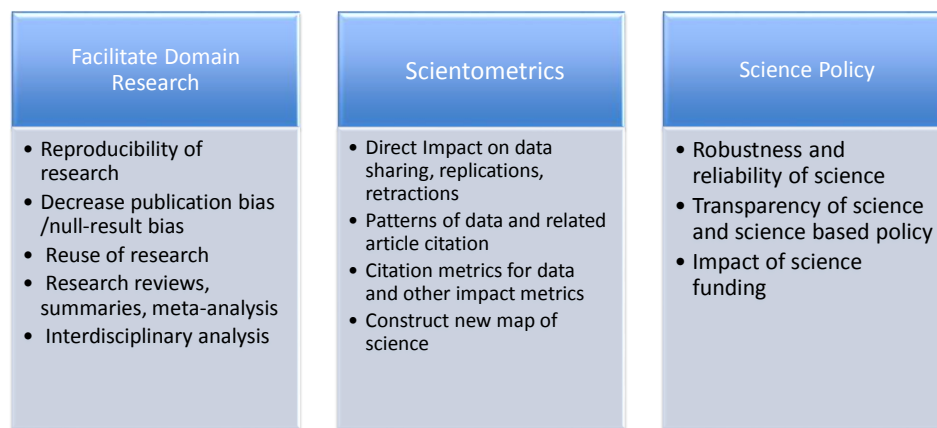 Facilitate Domain
Research
• Reproducibility of
research
• Decrease publication bias
/null-result bias
• Reuse of research
• Research reviews,
summaries, meta-analysis
• Interdisciplinary analysis
Scientometrics
• Direct Impact on data
sharing, replications,
retractions
• Patterns of data and related
article citation
• Citation metrics for data
and other impact metrics
• Construct new map of
science
Science Policy
• Robustness and
reliability of science
• Transparency of science
and science based policy
• Impact of science
funding